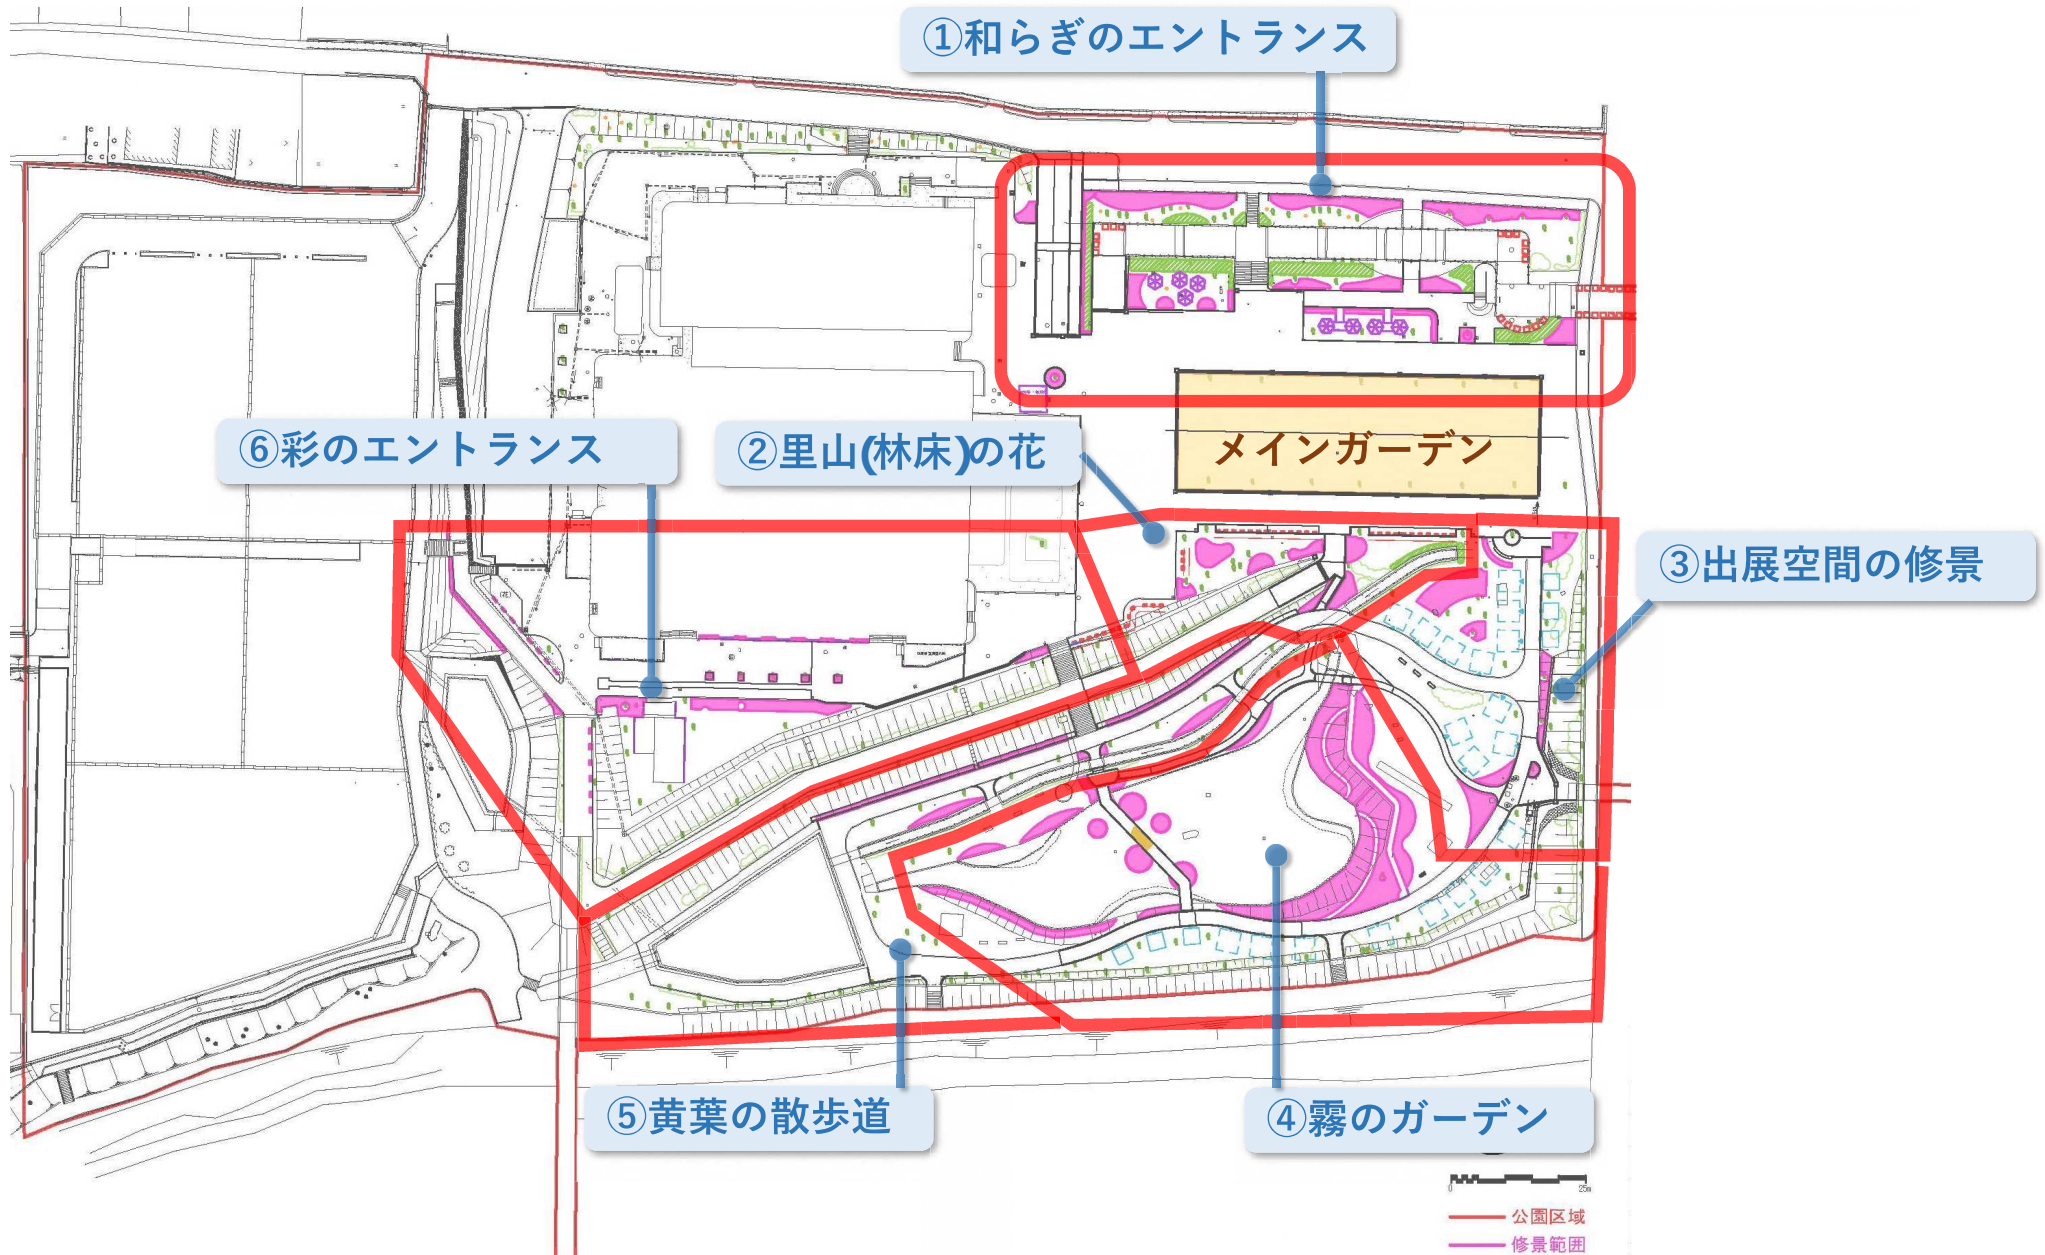 ①和らぎのエントランス
⑥彩のエントランス
②里山(林床)の花
メインガーデン
③出展空間の修景
⑤黄葉の散歩道
④霧のガーデン
0 25m
公園区域
修景範囲